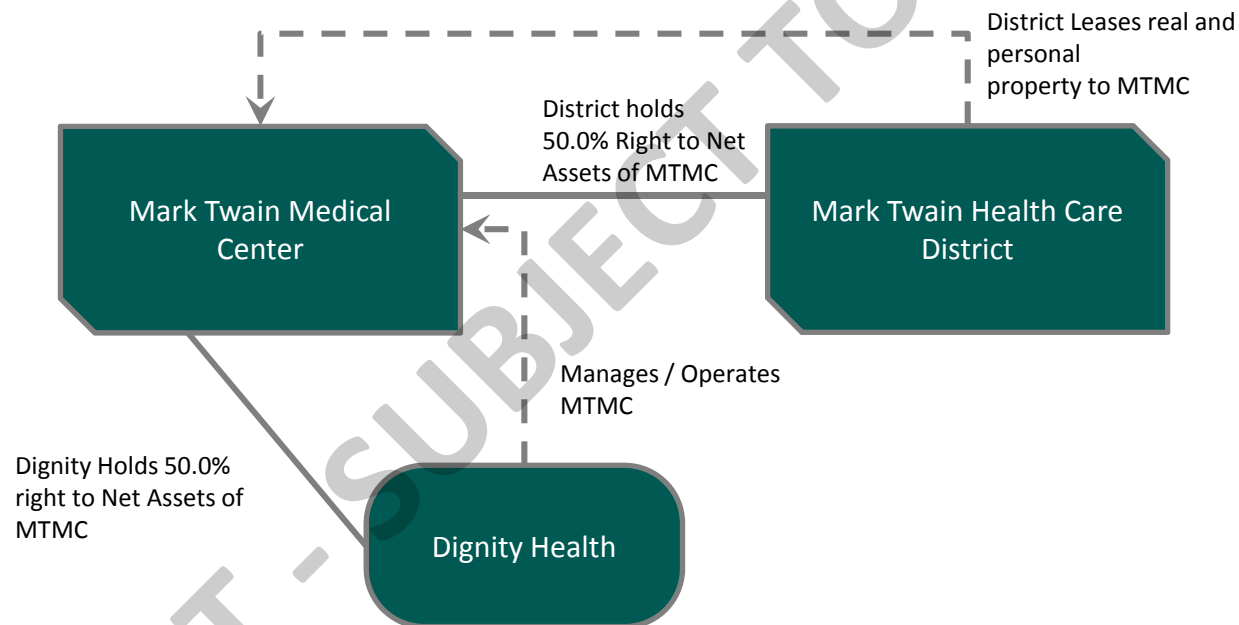 District Leases real and
personal
property to MTMC
District holds
50.0% Right to Net
Assets of MTMC
Mark Twain Medical
Center
Mark Twain Health Care
District
Manages / Operates
MTMC
Dignity Holds 50.0%
right to Net Assets of
MTMC
Dignity Health
T - SUBJECT TO